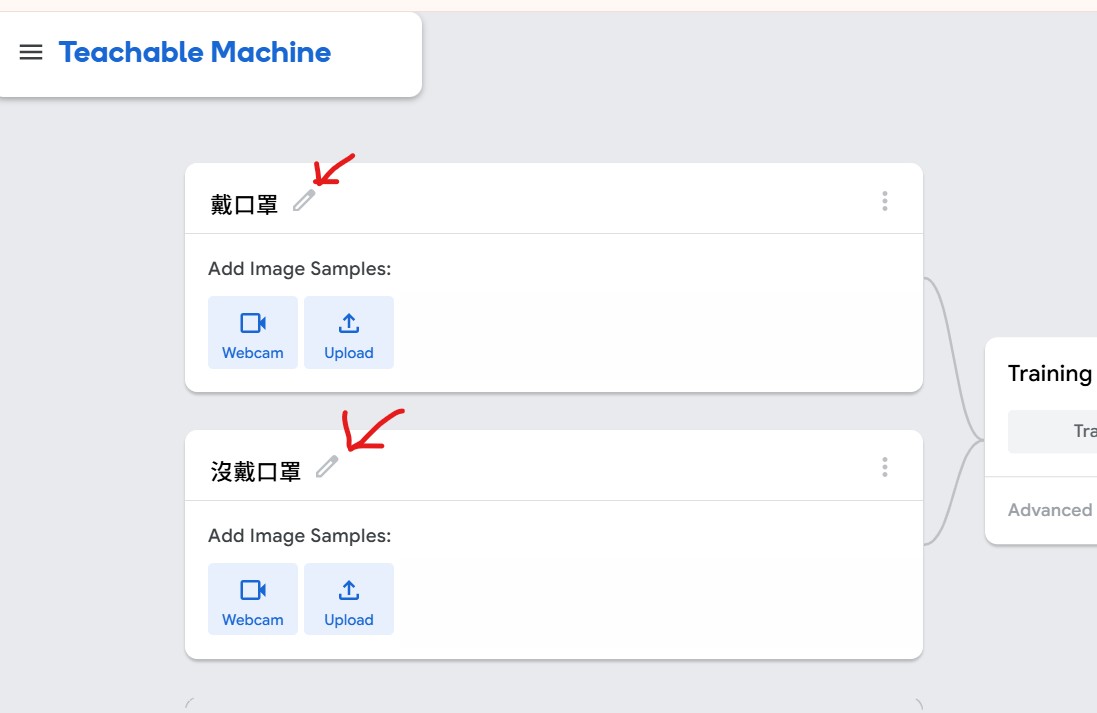 Teachable Machine
戴口罩
Add Image Samples:
Webcam
Upload
沒戴口罩
Add Image Samples:
Webcam
Upload
Training
Tra
Advanced